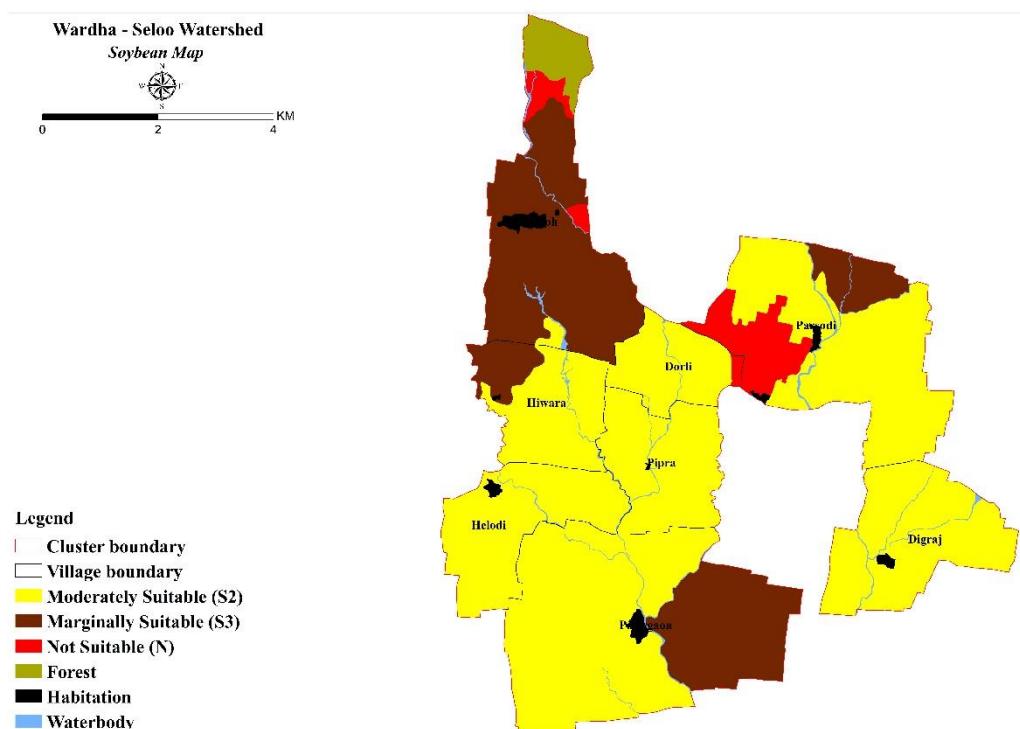 Wardha - Seloo Watershed
Soybean Map
N
W E
S
0 2 4 KM
Dorli
Hiwara
Pipra
Helodi
Digraj
Legend
Cluster boundary
Village boundary
Moderately Suitable (S2)
Marginally Suitable (S3)
Not Suitable (N)
Forest
Habitation
Waterbody